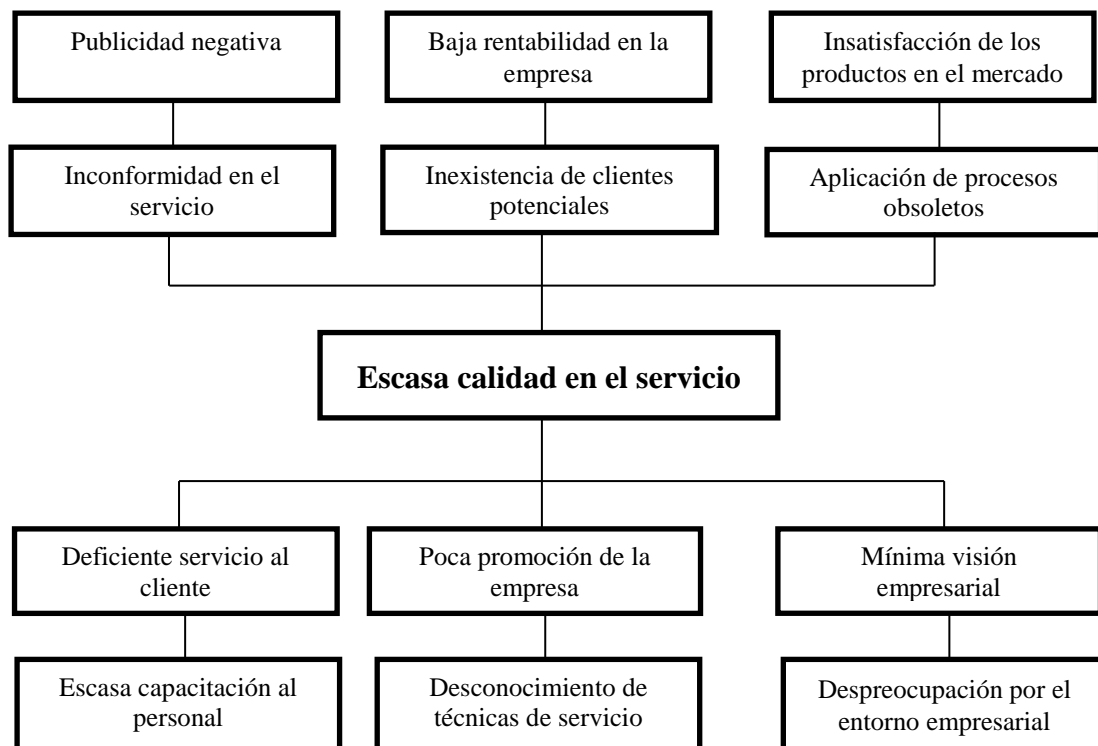 Publicidad negativa
Baja rentabilidad en la
empresa
Insatisfacción de los
productos en el mercado
Inconformidad en el
servicio
Inexistencia de clientes
potenciales
Aplicación de procesos
obsoletos
Escasa calidad en el servicio
Deficiente servicio al
cliente
Poca promoción de la
empresa
Mínima visión
empresarial
Escasa capacitación al
personal
Desconocimiento de
técnicas de servicio
Despreocupación por el
entorno empresarial